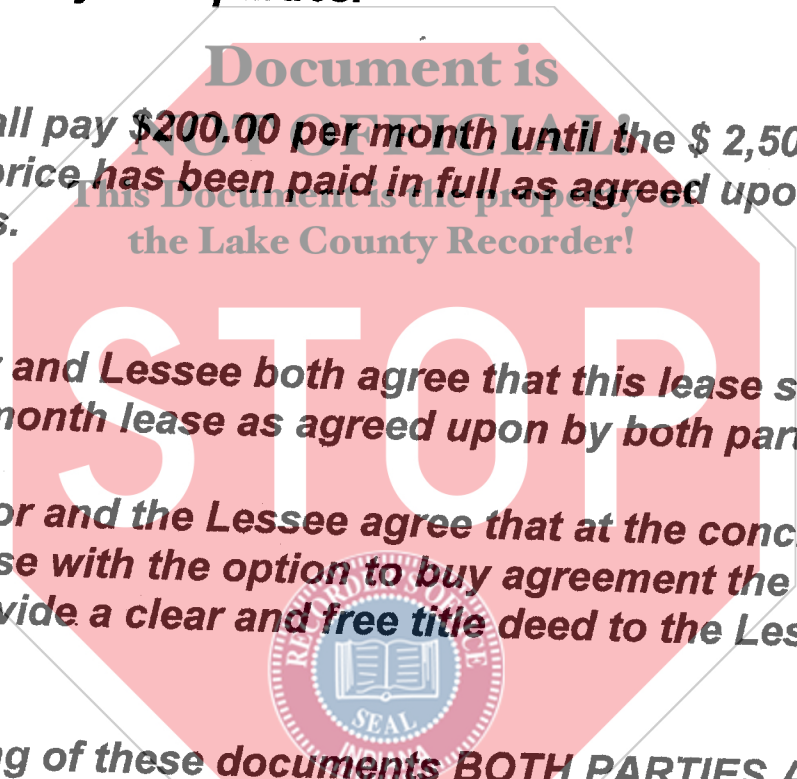 Document is
all pay $200.00 per month until the $ 2,50
NOT OFFICIAL!
price has been paid in full as agreed upo
This Document is the property of
s.
the Lake County Recorder!
STOP
and Lessee both agree that this lease s
month lease as agreed upon by both par
or and the Lessee agree that at the conc
se with the option to buy agreement the
vide a clear and free title deed to the Les
RECORDER'S OFFICE
SEAL
INDIANA
ng of these documents BOTH PARTIES A